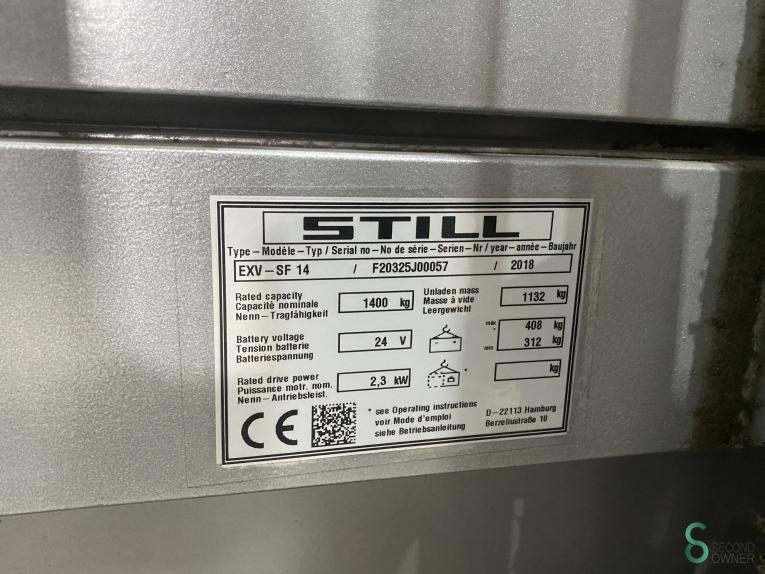 STILL
Type – Modèle – Typ / Serial no – No de série – Serien – Nr / year – année – Baujahr
EXV – SF 14 / F20325J00057 / 2018
Rated capacity
Capacité nominale
Nenn – Tragfähigkeit
1400 kg
Unladen mass
Masse à vide
Leergewicht
1132 kg
Battery voltage
Tension batterie
Batteriespannung
24 V
max * 408 kg
min 312 kg
Rated drive power
Puissance motr. nom.
Nenn – Antriebsleist.
2,3 kW
* kg
CE
* see Operating instructions
voir Mode d'emploi
siehe Betriebsanleitung
D – 22113 Hamburg
Berzeliustraße 10
SECOND
OWNER